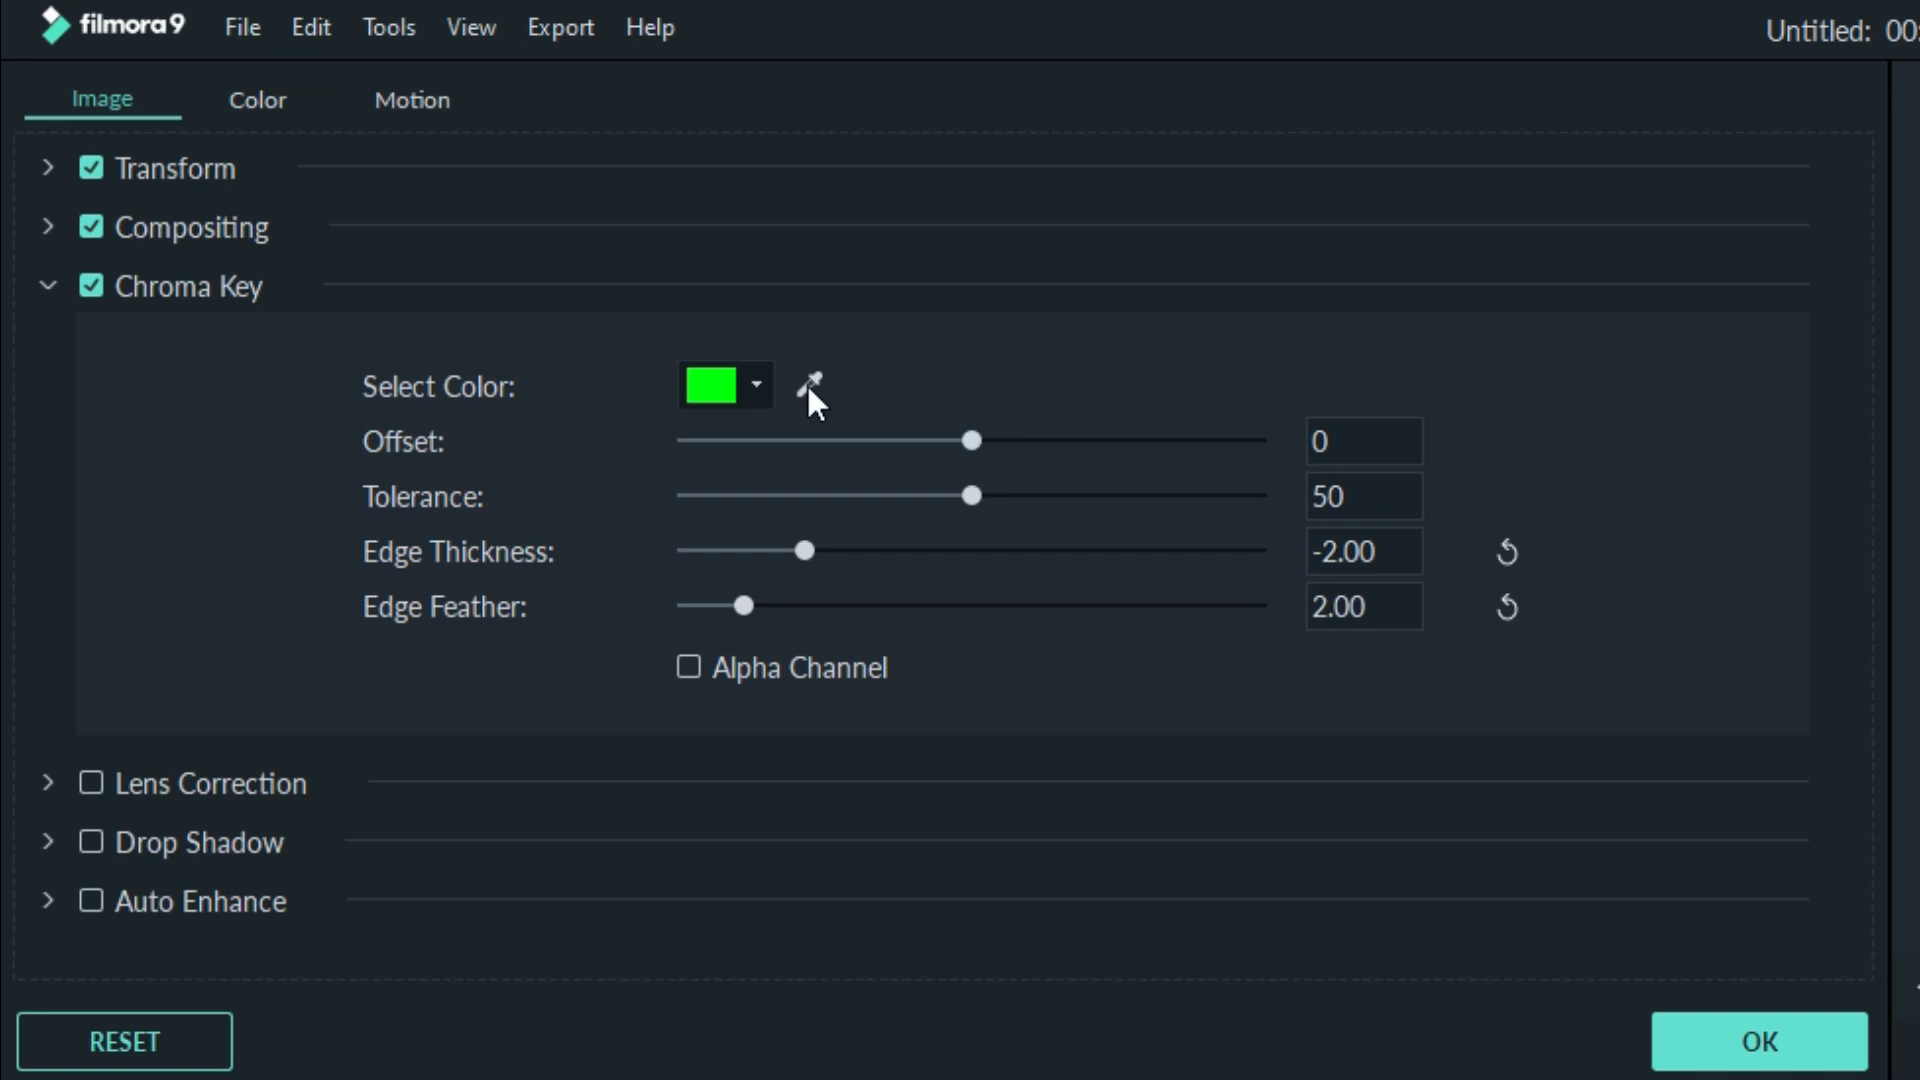 filmora9 File Edit Tools View Export Help Untitled: 00:
Image Color Motion
Transform
Compositing
Chroma Key
Select Color:
Offset: 0
Tolerance: 50
Edge Thickness: -2.00
Edge Feather: 2.00
Alpha Channel
Lens Correction
Drop Shadow
Auto Enhance
RESET OK